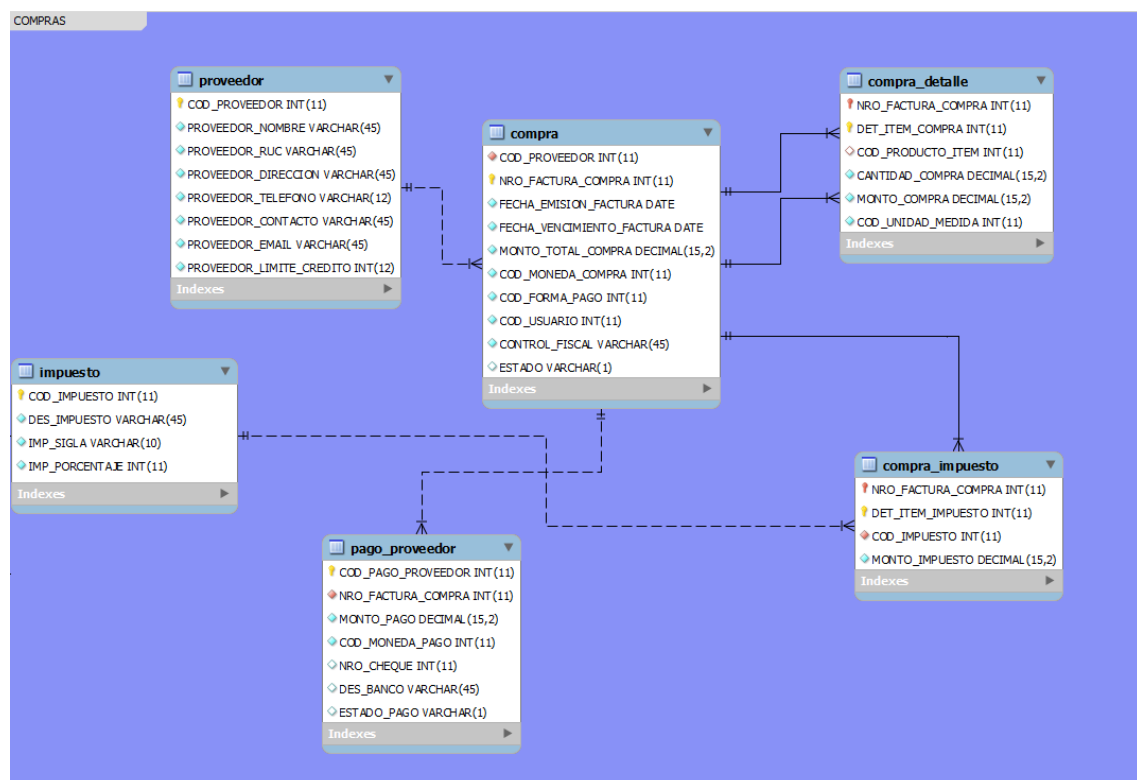 COMPRAS
proveedor
COD_PROVEEDOR INT(11)
PROVEEDOR_NOMBRE VARCHAR(45)
PROVEEDOR_RUC VARCHAR(45)
PROVEEDOR_DIRECCION VARCHAR(45)
PROVEEDOR_TELEFONO VARCHAR(12)
PROVEEDOR_CONTACTO VARCHAR(45)
PROVEEDOR_EMAIL VARCHAR(45)
PROVEEDOR_LIMITE_CREDITO INT(12)
Indexes
compra
COD_PROVEEDOR INT(11)
NRO_FACTURA_COMPRA INT(11)
FECHA_EMISION_FACTURA DATE
FECHA_VENCIMIENTO_FACTURA DATE
MONTO_TOTAL_COMPRA DECIMAL(15,2)
COD_MONEDA_COMPRA INT(11)
COD_FORMA_PAGO INT(11)
COD_USUARIO INT(11)
CONTROL_FISCAL VARCHAR(45)
ESTADO VARCHAR(1)
Indexes
compra_detalle
NRO_FACTURA_COMPRA INT(11)
DET_ITEM_COMPRA INT(11)
COD_PRODUCTO_ITEM INT(11)
CANTIDAD_COMPRA DECIMAL(15,2)
MONTO_COMPRA DECIMAL(15,2)
COD_UNIDAD_MEDIDA INT(11)
Indexes
impuesto
COD_IMPUESTO INT(11)
DES_IMPUESTO VARCHAR(45)
IMP_SIGLA VARCHAR(10)
IMP_PORCENTAJE INT(11)
Indexes
pago_proveedor
COD_PAGO_PROVEEDOR INT(11)
NRO_FACTURA_COMPRA INT(11)
MONTO_PAGO DECIMAL(15,2)
COD_MONEDA_PAGO INT(11)
NRO_CHEQUE INT(11)
DES_BANCO VARCHAR(45)
ESTADO_PAGO VARCHAR(1)
Indexes
compra_impuesto
NRO_FACTURA_COMPRA INT(11)
DET_ITEM_IMPUESTO INT(11)
COD_IMPUESTO INT(11)
MONTO_IMPUESTO DECIMAL(15,2)
Indexes